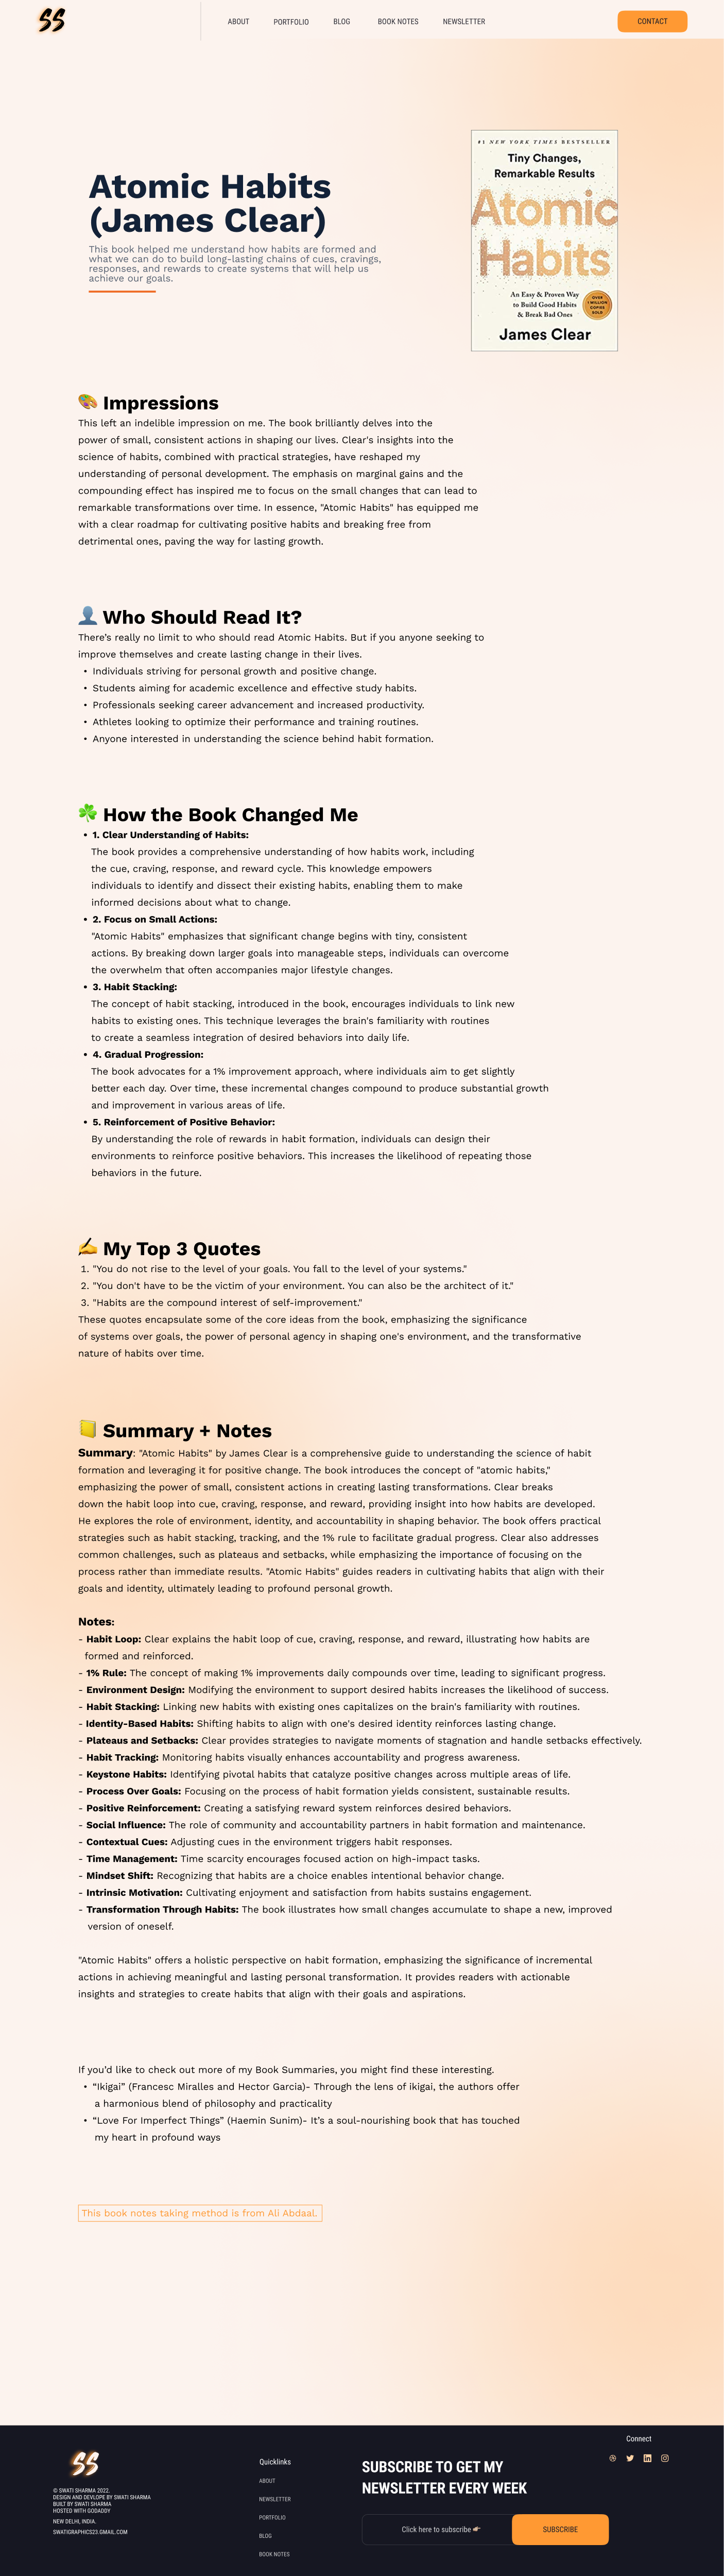 SS
ABOUT
PORTFOLIO
BLOG
BOOK NOTES
NEWSLETTER
CONTACT
Atomic Habits
(James Clear)
This book helped me understand how habits are formed and
what we can do to build long-lasting chains of cues, cravings,
responses, and rewards to create systems that will help us
achieve our goals.
#1 NEW YORK TIMES BESTSELLER
Tiny Changes,
Remarkable Results
Atomic
Habits
An Easy & Proven Way
to Build Good Habits
& Break Bad Ones
OVER
1 MILLION
COPIES
SOLD
James Clear
Impressions
This left an indelible impression on me. The book brilliantly delves into the
power of small, consistent actions in shaping our lives. Clear's insights into the
science of habits, combined with practical strategies, have reshaped my
understanding of personal development. The emphasis on marginal gains and the
compounding effect has inspired me to focus on the small changes that can lead to
remarkable transformations over time. In essence, "Atomic Habits" has equipped me
with a clear roadmap for cultivating positive habits and breaking free from
detrimental ones, paving the way for lasting growth.
Who Should Read It?
There's really no limit to who should read Atomic Habits. But if you anyone seeking to
improve themselves and create lasting change in their lives.
• Individuals striving for personal growth and positive change.
• Students aiming for academic excellence and effective study habits.
• Professionals seeking career advancement and increased productivity.
• Athletes looking to optimize their performance and training routines.
• Anyone interested in understanding the science behind habit formation.
How the Book Changed Me
• 1. Clear Understanding of Habits:
The book provides a comprehensive understanding of how habits work, including
the cue, craving, response, and reward cycle. This knowledge empowers
individuals to identify and dissect their existing habits, enabling them to make
informed decisions about what to change.
• 2. Focus on Small Actions:
"Atomic Habits" emphasizes that significant change begins with tiny, consistent
actions. By breaking down larger goals into manageable steps, individuals can overcome
the overwhelm that often accompanies major lifestyle changes.
• 3. Habit Stacking:
The concept of habit stacking, introduced in the book, encourages individuals to link new
habits to existing ones. This technique leverages the brain's familiarity with routines
to create a seamless integration of desired behaviors into daily life.
• 4. Gradual Progression:
The book advocates for a 1% improvement approach, where individuals aim to get slightly
better each day. Over time, these incremental changes compound to produce substantial growth
and improvement in various areas of life.
• 5. Reinforcement of Positive Behavior:
By understanding the role of rewards in habit formation, individuals can design their
environments to reinforce positive behaviors. This increases the likelihood of repeating those
behaviors in the future.
My Top 3 Quotes
1. "You do not rise to the level of your goals. You fall to the level of your systems."
2. "You don't have to be the victim of your environment. You can also be the architect of it."
3. "Habits are the compound interest of self-improvement."
These quotes encapsulate some of the core ideas from the book, emphasizing the significance
of systems over goals, the power of personal agency in shaping one's environment, and the transformative
nature of habits over time.
Summary + Notes
Summary: "Atomic Habits" by James Clear is a comprehensive guide to understanding the science of habit
formation and leveraging it for positive change. The book introduces the concept of "atomic habits,"
emphasizing the power of small, consistent actions in creating lasting transformations. Clear breaks
down the habit loop into cue, craving, response, and reward, providing insight into how habits are developed.
He explores the role of environment, identity, and accountability in shaping behavior. The book offers practical
strategies such as habit stacking, tracking, and the 1% rule to facilitate gradual progress. Clear also addresses
common challenges, such as plateaus and setbacks, while emphasizing the importance of focusing on the
process rather than immediate results. "Atomic Habits" guides readers in cultivating habits that align with their
goals and identity, ultimately leading to profound personal growth.
Notes:
- Habit Loop: Clear explains the habit loop of cue, craving, response, and reward, illustrating how habits are
formed and reinforced.
- 1% Rule: The concept of making 1% improvements daily compounds over time, leading to significant progress.
- Environment Design: Modifying the environment to support desired habits increases the likelihood of success.
- Habit Stacking: Linking new habits with existing ones capitalizes on the brain's familiarity with routines.
- Identity-Based Habits: Shifting habits to align with one's desired identity reinforces lasting change.
- Plateaus and Setbacks: Clear provides strategies to navigate moments of stagnation and handle setbacks effectively.
- Habit Tracking: Monitoring habits visually enhances accountability and progress awareness.
- Keystone Habits: Identifying pivotal habits that catalyze positive changes across multiple areas of life.
- Process Over Goals: Focusing on the process of habit formation yields consistent, sustainable results.
- Positive Reinforcement: Creating a satisfying reward system reinforces desired behaviors.
- Social Influence: The role of community and accountability partners in habit formation and maintenance.
- Contextual Cues: Adjusting cues in the environment triggers habit responses.
- Time Management: Time scarcity encourages focused action on high-impact tasks.
- Mindset Shift: Recognizing that habits are a choice enables intentional behavior change.
- Intrinsic Motivation: Cultivating enjoyment and satisfaction from habits sustains engagement.
- Transformation Through Habits: The book illustrates how small changes accumulate to shape a new, improved
version of oneself.
"Atomic Habits" offers a holistic perspective on habit formation, emphasizing the significance of incremental
actions in achieving meaningful and lasting personal transformation. It provides readers with actionable
insights and strategies to create habits that align with their goals and aspirations.
If you'd like to check out more of my Book Summaries, you might find these interesting.
• “Ikigai” (Francesc Miralles and Hector Garcia)- Through the lens of ikigai, the authors offer
a harmonious blend of philosophy and practicality
• “Love For Imperfect Things” (Haemin Sunim)- It's a soul-nourishing book that has touched
my heart in profound ways
This book notes taking method is from Ali Abdaal.
SS
© SWATI SHARMA 2022.
DESIGN AND DEVLOPE BY SWATI SHARMA
BUILT BY SWATI SHARMA
HOSTED WITH GODADDY
NEW DELHI, INDIA.
SWATIGRAPHICS23.GMAIL.COM
Quicklinks
ABOUT
NEWSLETTER
PORTFOLIO
BLOG
BOOK NOTES
SUBSCRIBE TO GET MY
NEWSLETTER EVERY WEEK
Click here to subscribe
SUBSCRIBE
Connect